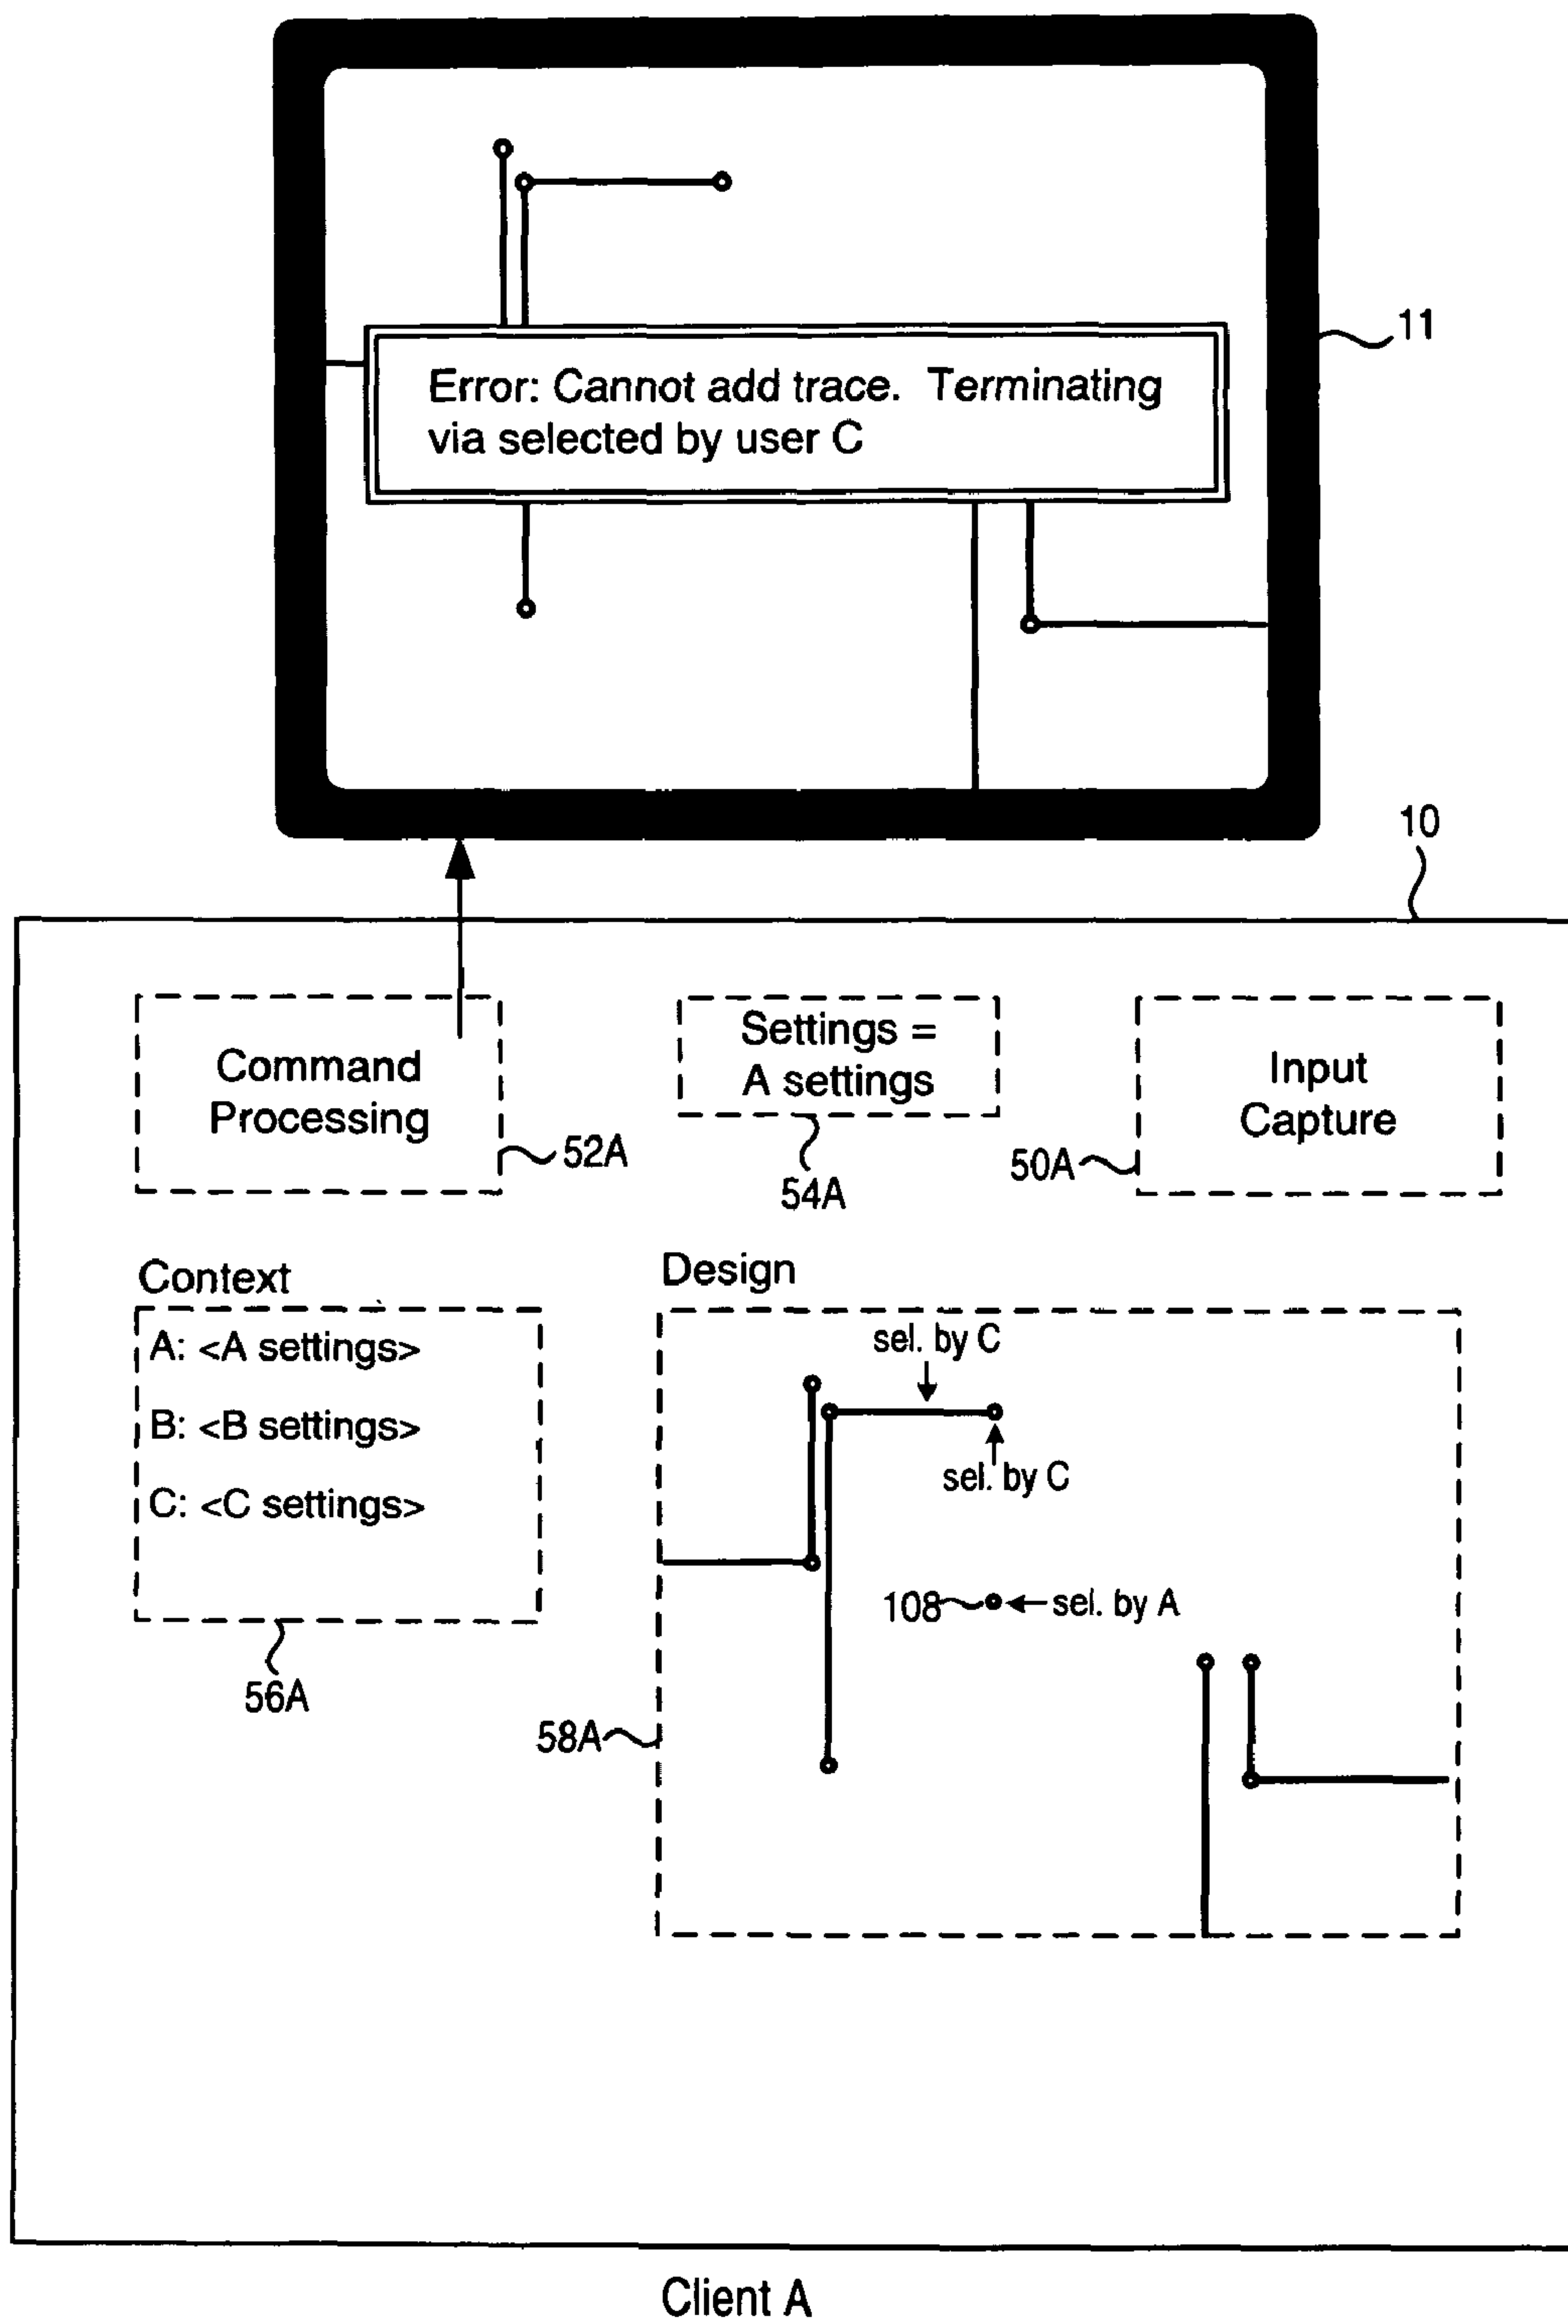 11
Error: Cannot add trace. Terminating
via selected by user C
10
Command
Processing
52A
Settings =
A settings
54A
Input
Capture
50A
Context
A: <A settings>
B: <B settings>
C: <C settings>
56A
Design
sel. by C
sel. by C
108
sel. by A
58A
Client A